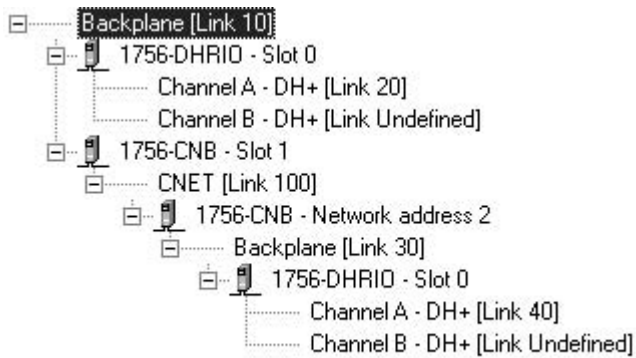 Backplane [Link 10]
1756-DHRIO - Slot 0
Channel A - DH+ [Link 20]
Channel B - DH+ [Link Undefined]
1756-CNB - Slot 1
CNET [Link 100]
1756-CNB - Network address 2
Backplane [Link 30]
1756-DHRIO - Slot 0
Channel A - DH+ [Link 40]
Channel B - DH+ [Link Undefined]